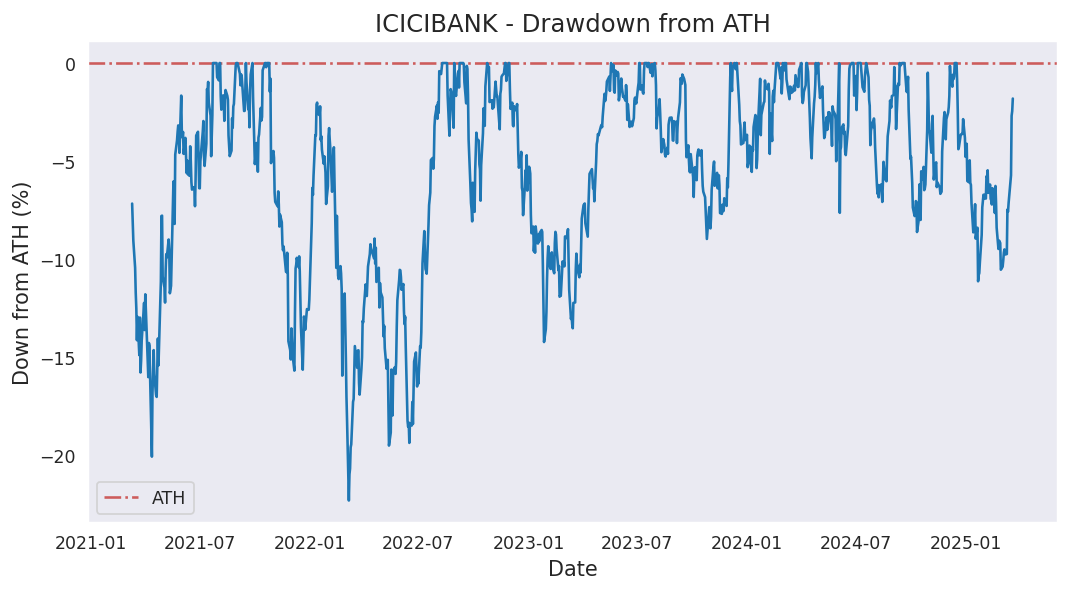 ICICIBANK - Drawdown from ATH
Down from ATH (%)
0
−5
−10
−15
−20
ATH
2021-01 2021-07 2022-01 2022-07 2023-01 2023-07 2024-01 2024-07 2025-01
Date